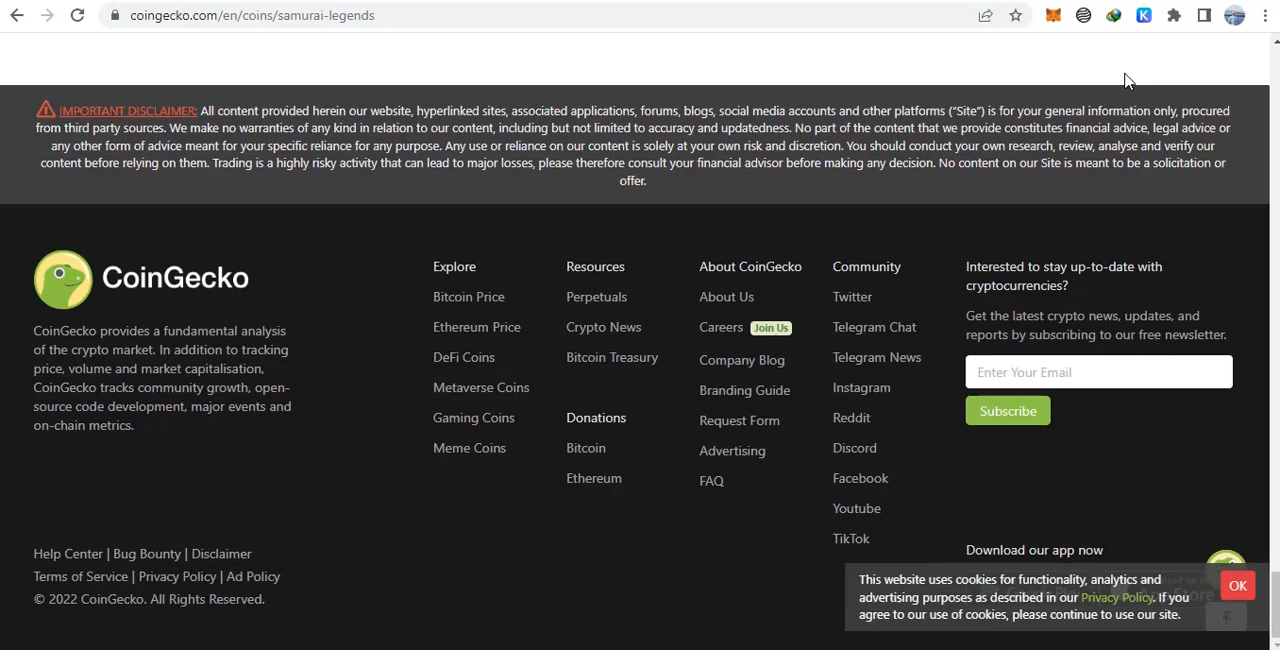 coingecko.com/en/coins/samurai-legends
IMPORTANT DISCLAIMER: All content provided herein our website, hyperlinked sites, associated applications, forums, blogs, social media accounts and other platforms (“Site”) is for your general information only, procured
from third party sources. We make no warranties of any kind in relation to our content, including but not limited to accuracy and updatedness. No part of the content that we provide constitutes financial advice, legal advice or
any other form of advice meant for your specific reliance for any purpose. Any use or reliance on our content is solely at your own risk and discretion. You should conduct your own research, review, analyse and verify our
content before relying on them. Trading is a highly risky activity that can lead to major losses, please therefore consult your financial advisor before making any decision. No content on our Site is meant to be a solicitation or
offer.
CoinGecko
CoinGecko provides a fundamental analysis
of the crypto market. In addition to tracking
price, volume and market capitalisation,
CoinGecko tracks community growth, open-
source code development, major events and
on-chain metrics.
Explore
Bitcoin Price
Ethereum Price
DeFi Coins
Metaverse Coins
Gaming Coins
Meme Coins
Resources
Perpetuals
Crypto News
Bitcoin Treasury
Donations
Bitcoin
Ethereum
About CoinGecko
About Us
Careers Join Us
Company Blog
Branding Guide
Request Form
Advertising
FAQ
Community
Twitter
Telegram Chat
Telegram News
Instagram
Reddit
Discord
Facebook
Youtube
TikTok
Interested to stay up-to-date with
cryptocurrencies?
Get the latest crypto news, updates, and
reports by subscribing to our free newsletter.
Enter Your Email
Subscribe
Download our app now
Help Center | Bug Bounty | Disclaimer
Terms of Service | Privacy Policy | Ad Policy
© 2022 CoinGecko. All Rights Reserved.
This website uses cookies for functionality, analytics and
advertising purposes as described in our Privacy Policy. If you
agree to our use of cookies, please continue to use our site.
OK